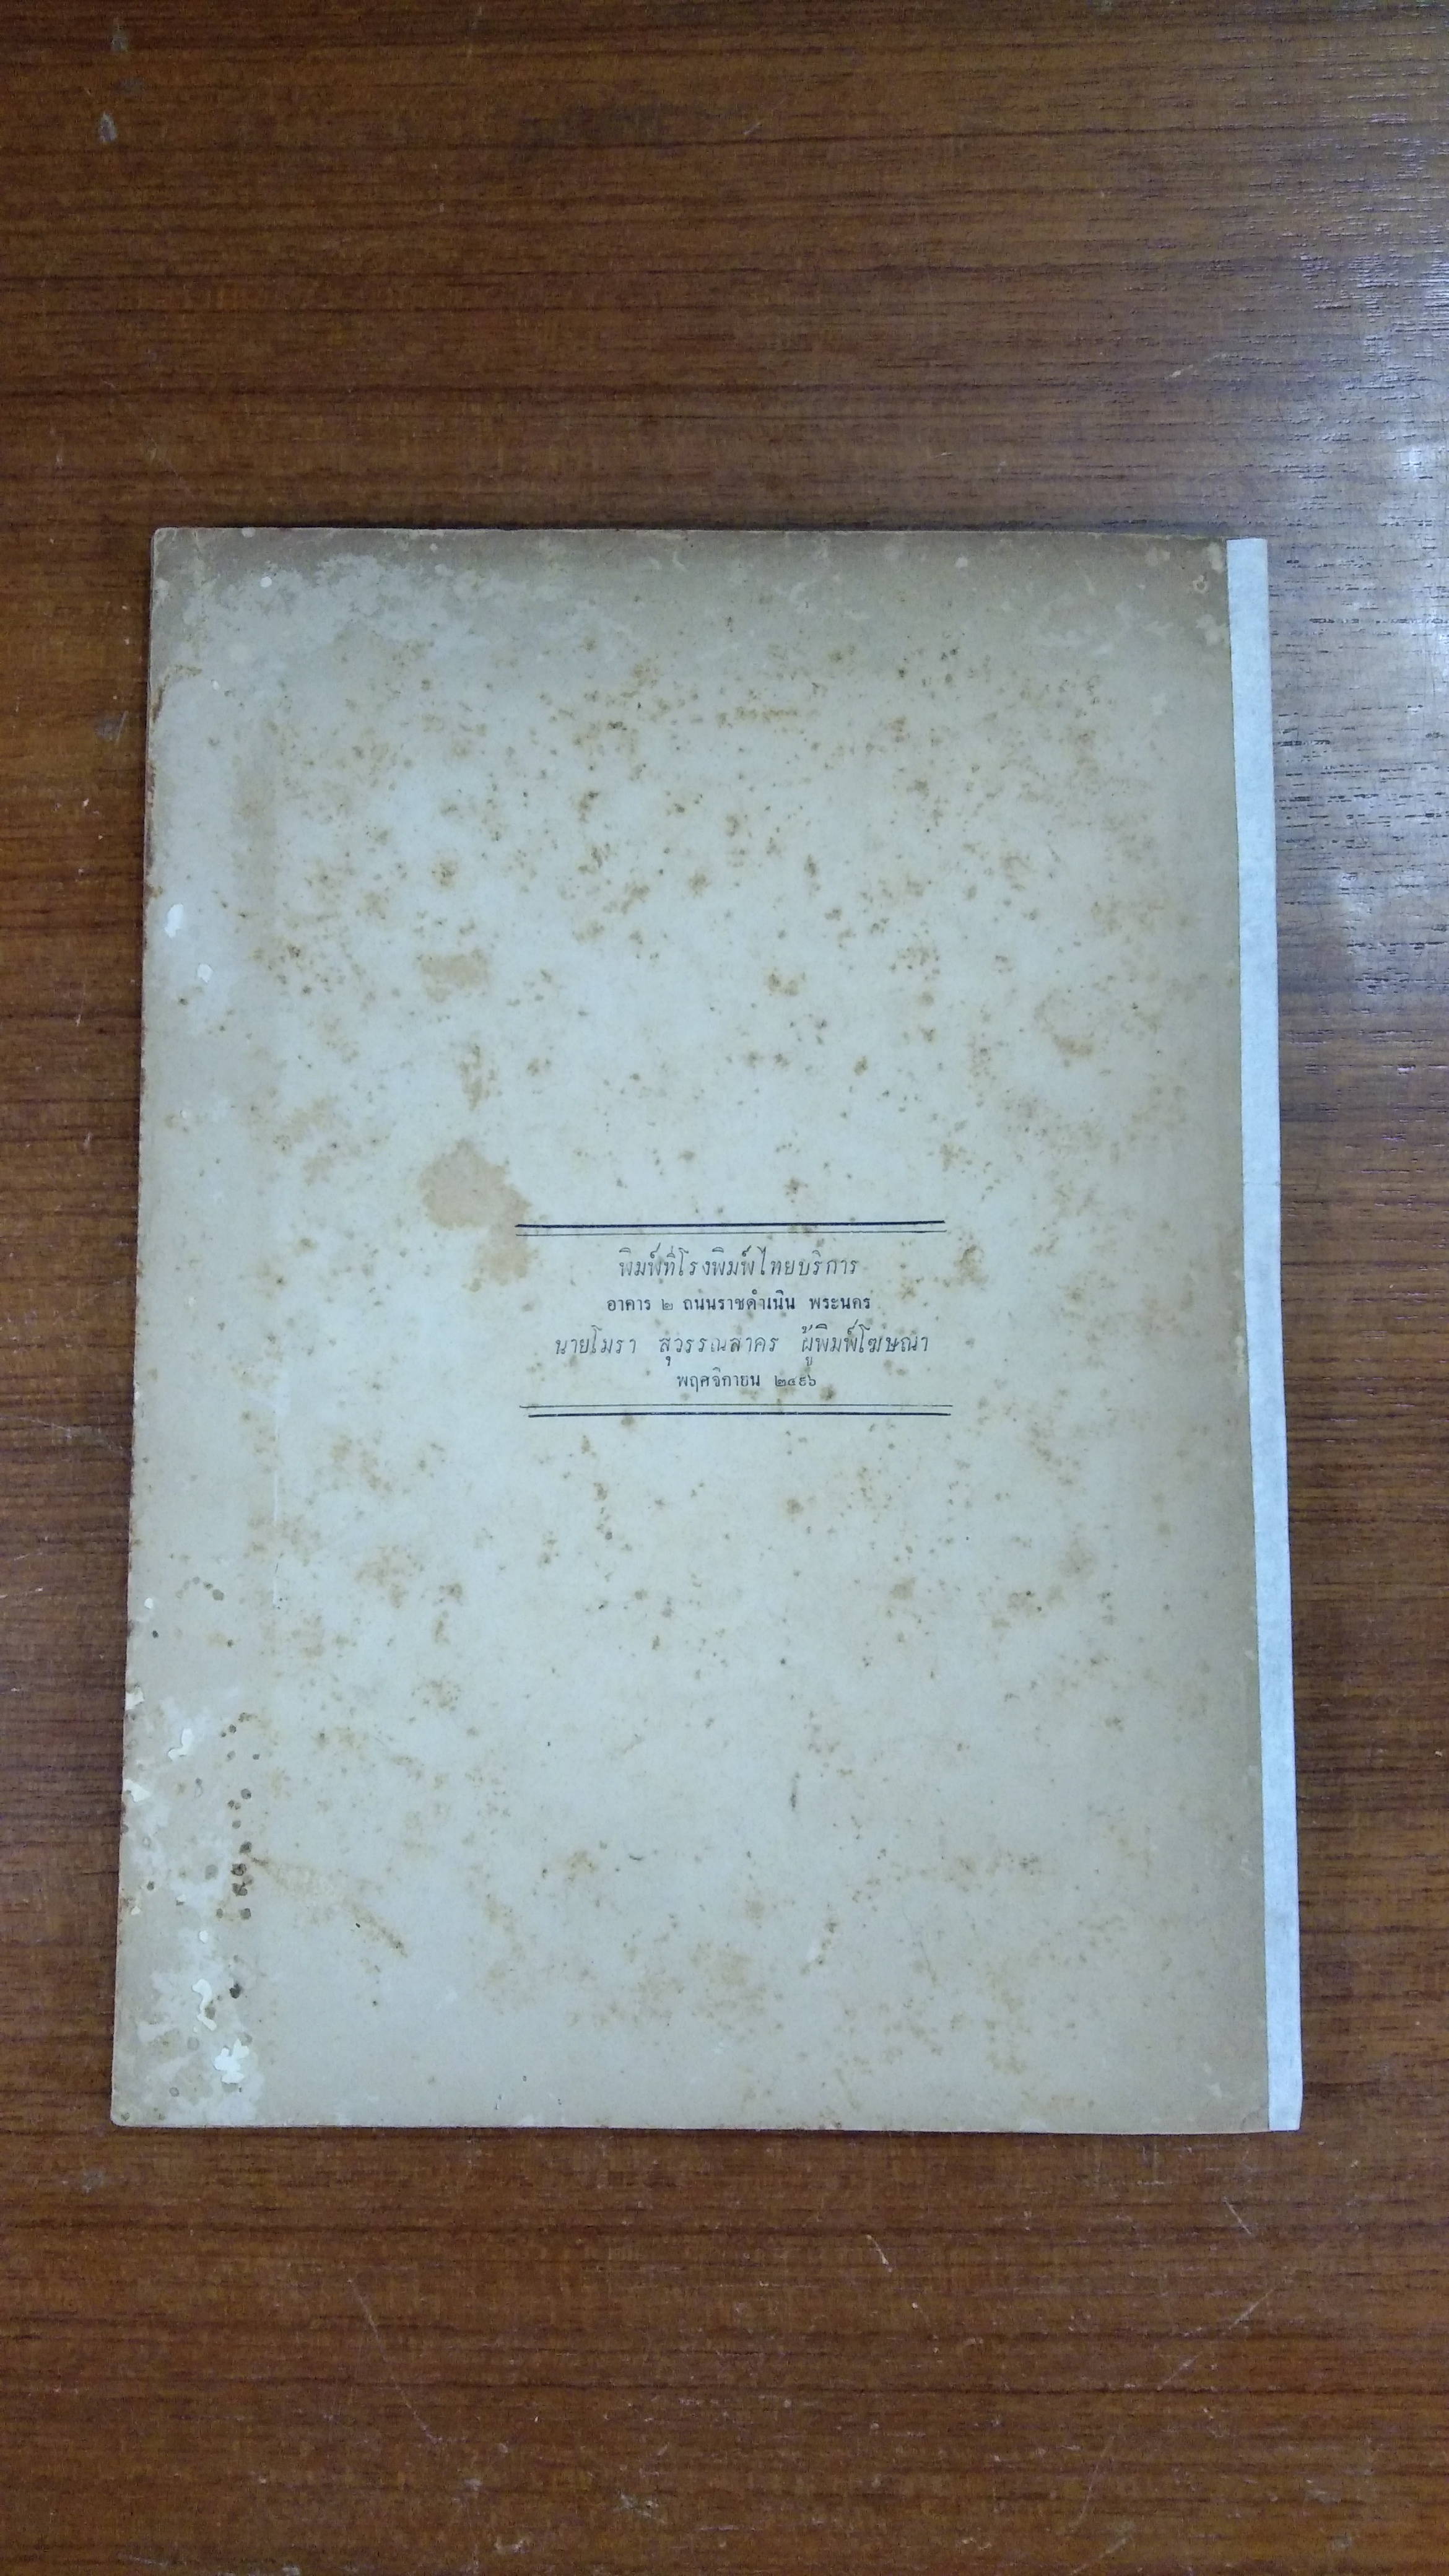 พิมพ์ที่โรงพิมพ์ไทยบริการ
อาคาร ๒ ถนนราชดำเนิน พระนคร
นายโมรา สุวรรณสาคร ผู้พิมพ์โฆษณา
พฤศจิกายน ๒๔๙๖